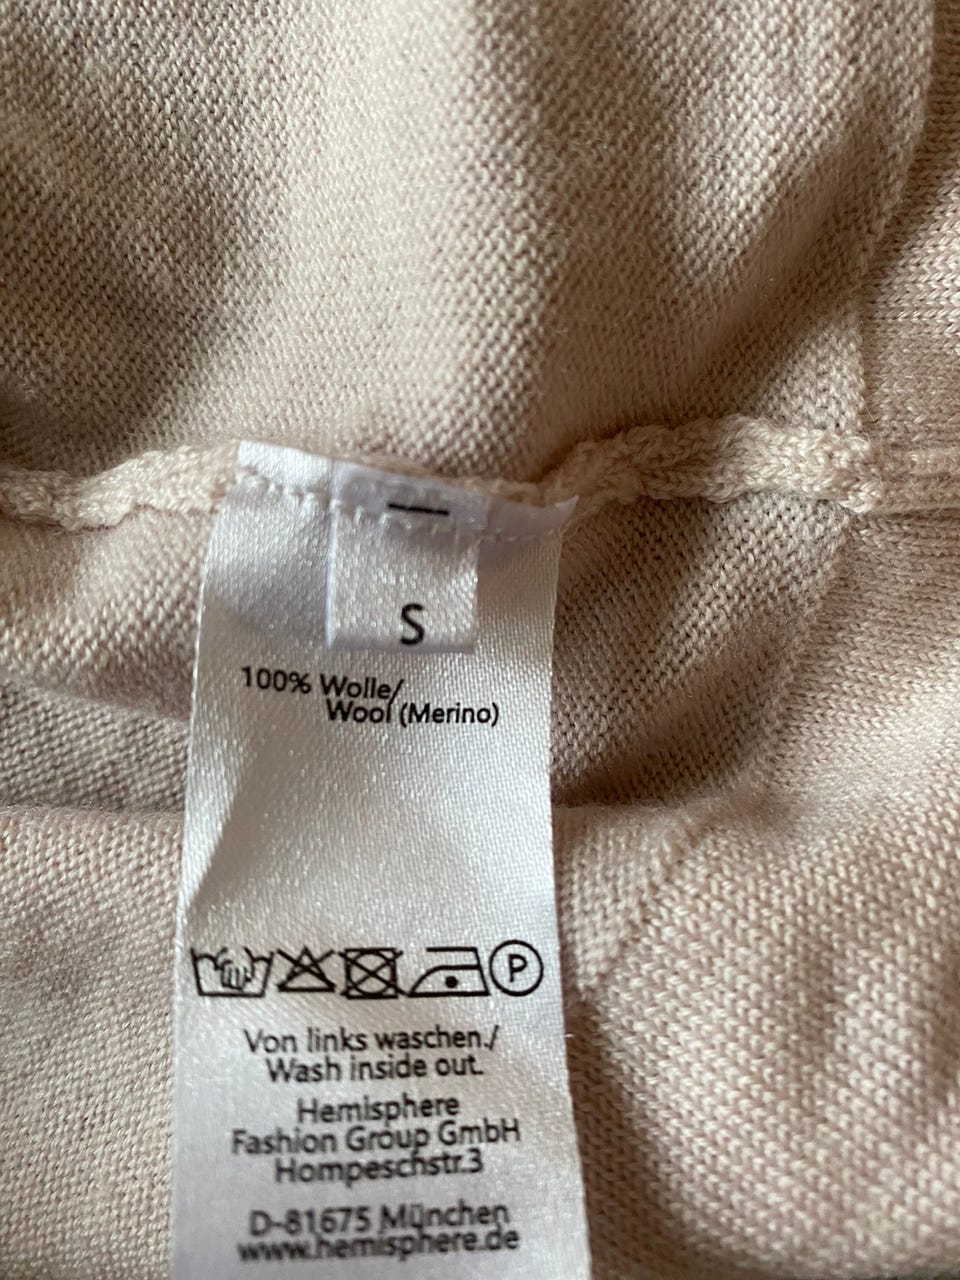 S
100% Wolle/
Wool (Merino)
P
Von links waschen./
Wash inside out.
Hemisphere
Fashion Group GmbH
Hompeschstr.3
D-81675 München
www.hemisphere.de